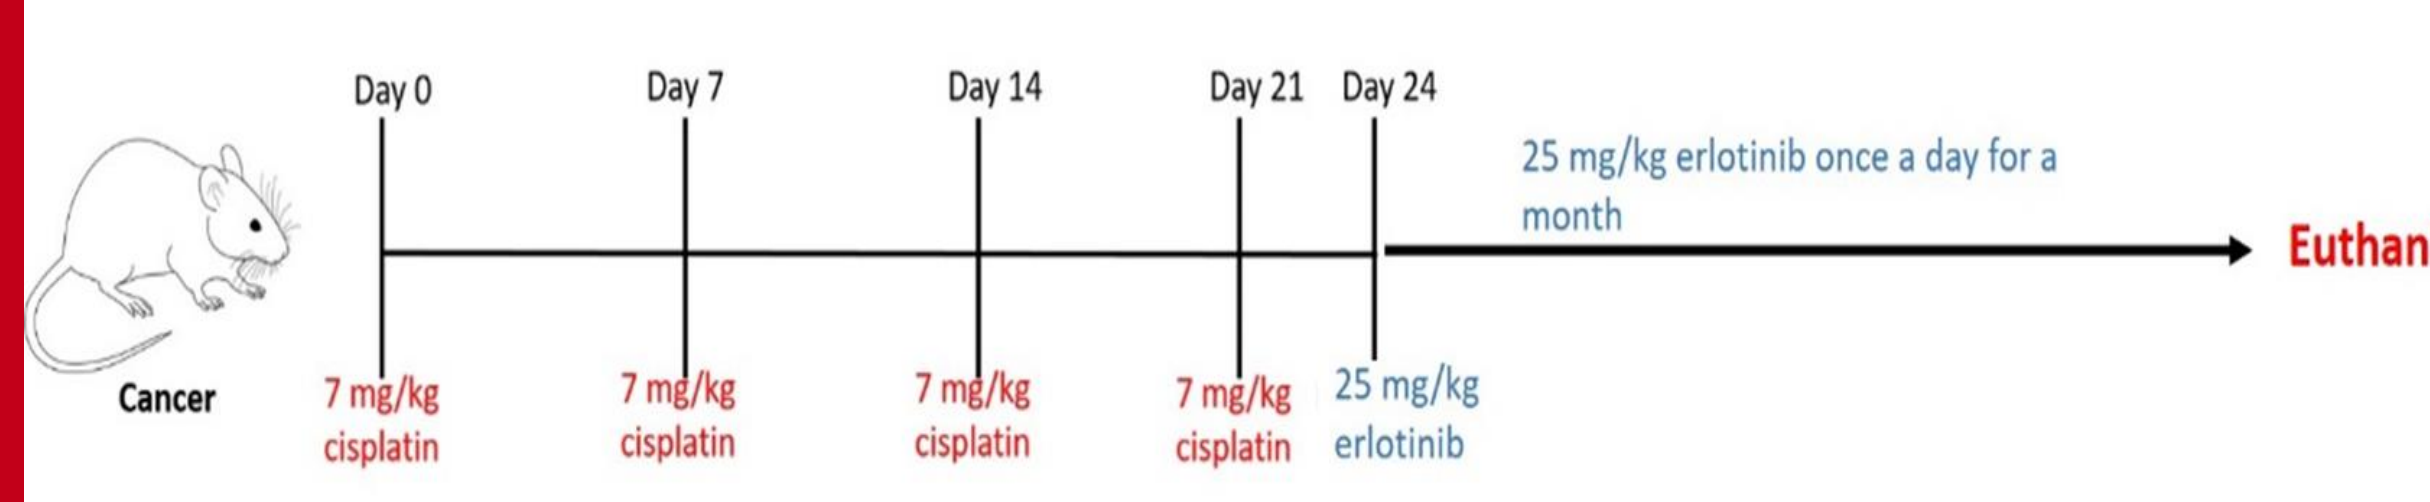 Day 0
Day 7
Day 14
Day 21
Day 24
25 mg/kg erlotinib once a day for a
month
Euthan
Cancer
7 mg/kg
cisplatin
7 mg/kg
cisplatin
7 mg/kg
cisplatin
7 mg/kg
cisplatin
25 mg/kg
erlotinib